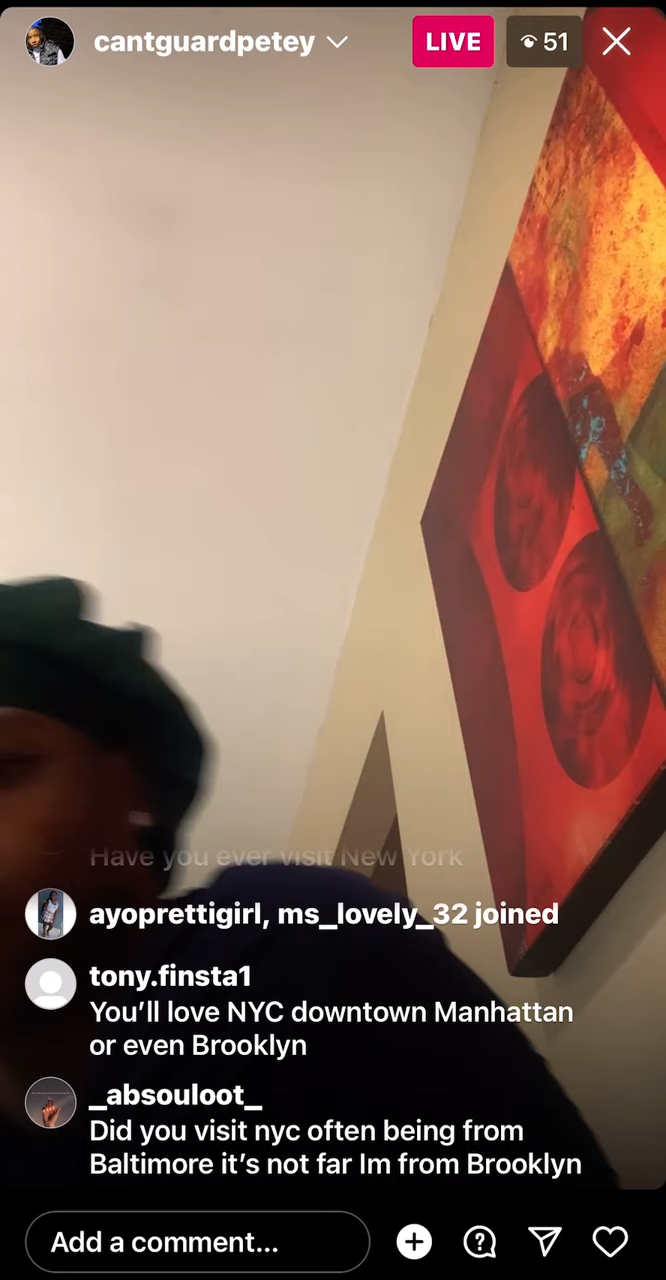 cantguardpetey
LIVE
51
Have you ever visit New York
ayoprettigirl, ms_lovely_32 joined
tony.finsta1
You’ll love NYC downtown Manhattan
or even Brooklyn
_absouloot_
Did you visit nyc often being from
Baltimore it’s not far Im from Brooklyn
Add a comment...